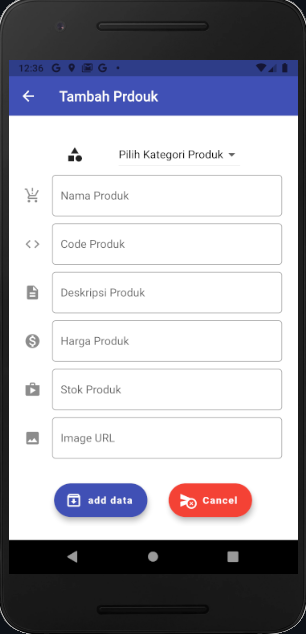 12:36 G G
Tambah Prdouk
Pilih Kategori Produk
Nama Produk
Code Produk
Deskripsi Produk
Harga Produk
Stok Produk
Image URL
add data
Cancel